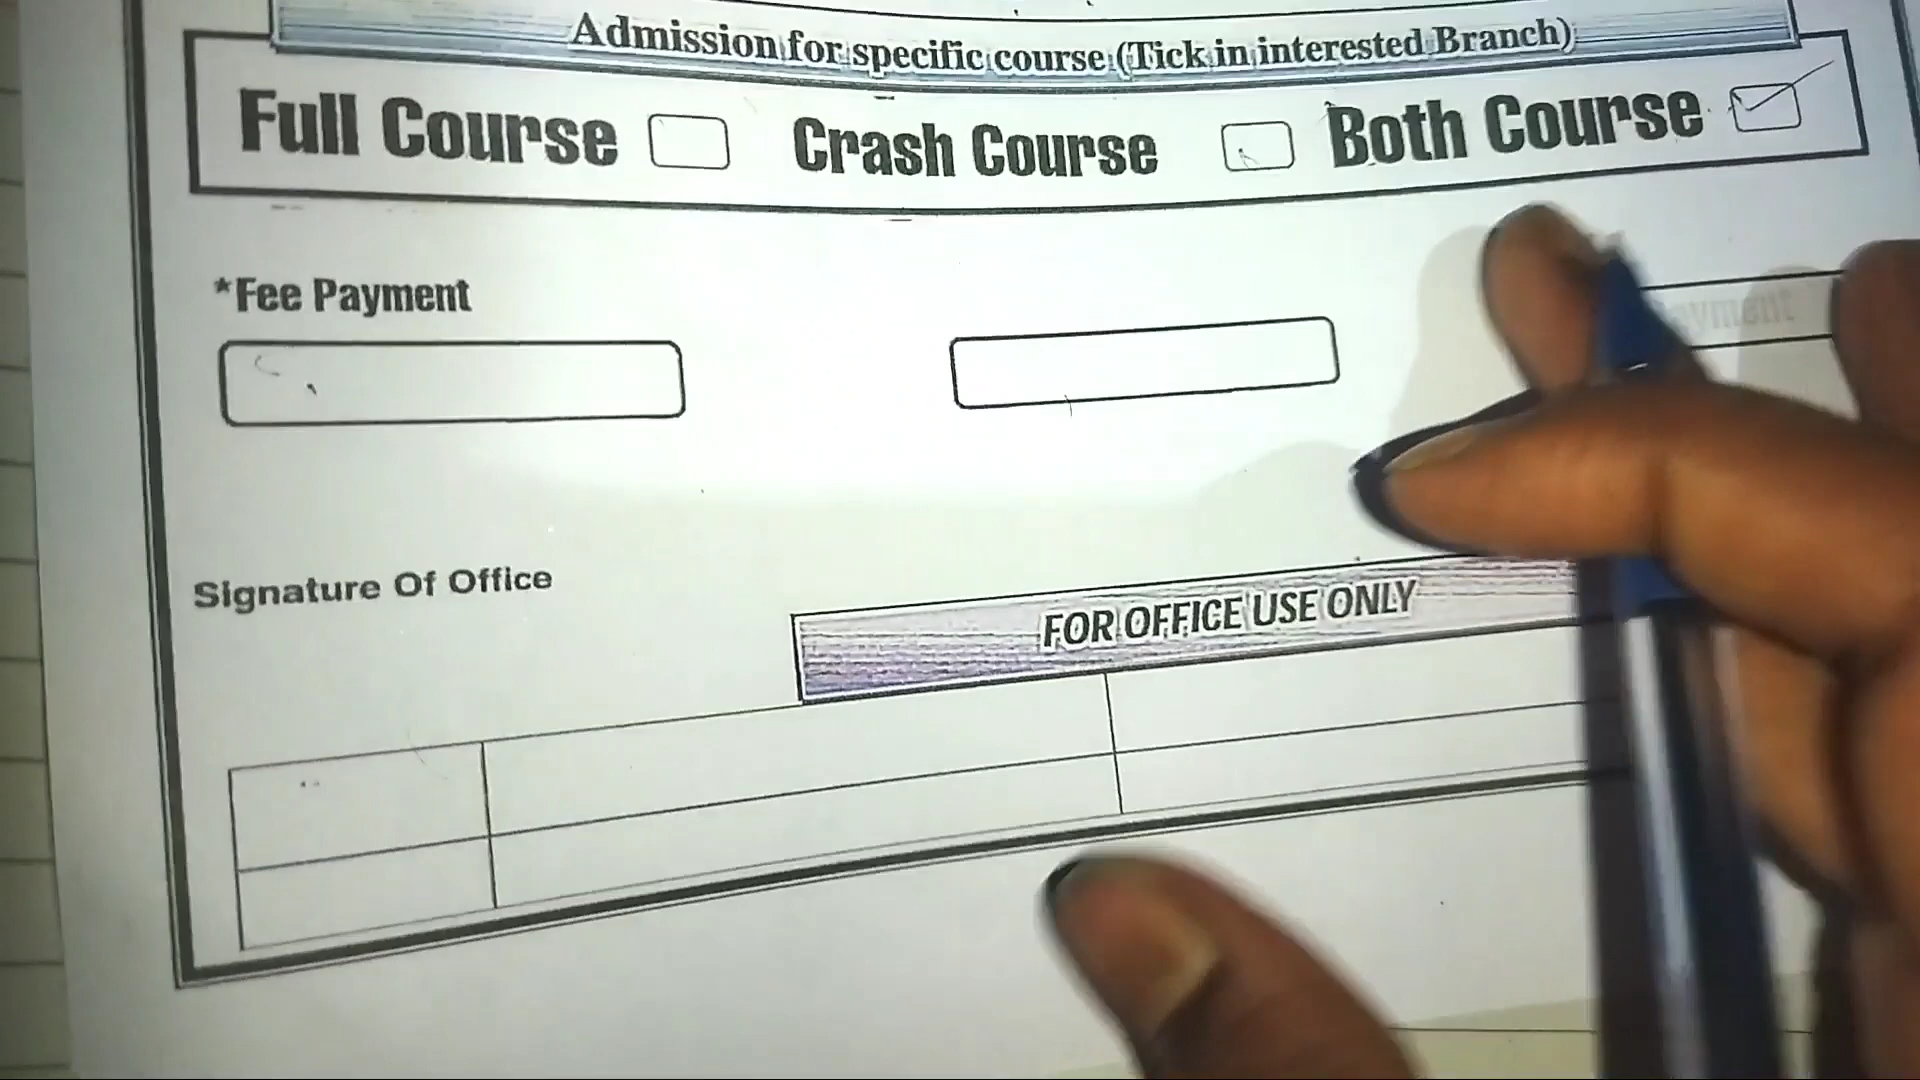 Admission for specific course (Tick in interested Branch)
Full Course Crash Course Both Course
*Fee Payment
Signature Of Office
FOR OFFICE USE ONLY